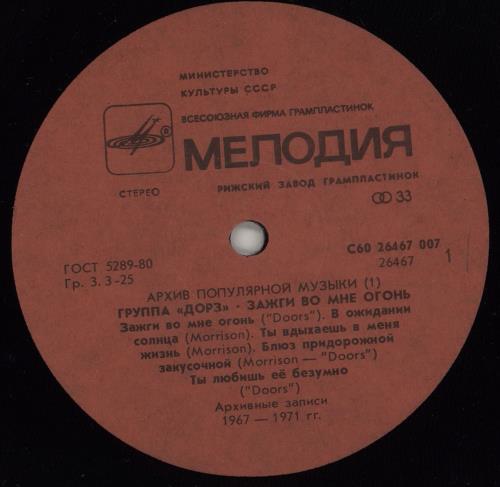 МИНИСТЕРСТВО
КУЛЬТУРЫ СССР
ВСЕСОЮЗНАЯ ФИРМА ГРАМПЛАСТИНОК
®
МЕЛОДИЯ
СТЕРЕО
РИЖСКИЙ ЗАВОД ГРАМПЛАСТИНОК
33
ГОСТ 5289-80
Гр. 3. 3-25
С60 26467 007
26467
1
АРХИВ ПОПУЛЯРНОЙ МУЗЫКИ (1)
ГРУППА «ДОРЗ» · ЗАЖГИ ВО МНЕ ОГОНЬ
Зажги во мне огонь ("Doors"). В ожидании
солнца (Morrison). Ты вдыхаешь в меня
жизнь (Morrison). Блюз придорожной
закусочной (Morrison — "Doors")
Ты любишь её безумно
("Doors")
Архивные записи
1967 — 1971 гг.